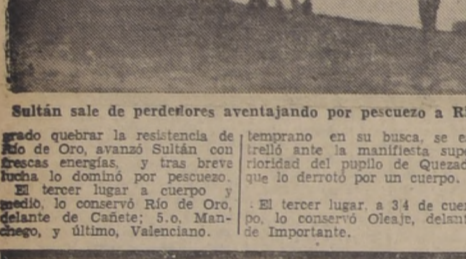 Sultán sale de perdedores aventajando por pescuezo a R
grado quebrar la resistencia de
Río de Oro, avanzó Sultán con
frescas energías, y tras breve
lucha lo dominó por pescuezo.
El tercer lugar a cuerpo y
medio, lo conservó Río de Oro,
delante de Cañete; 5.o. Man-
chego, y último, Valenciano.
temprano en su busca, se e
trelló ante la manifiesta supe
rioridad del pupilo de Quezad
que lo derrotó por un cuerpo.
El tercer lugar, a 3|4 de cuer
po, lo conservó Oleaje, delant
de Importante.